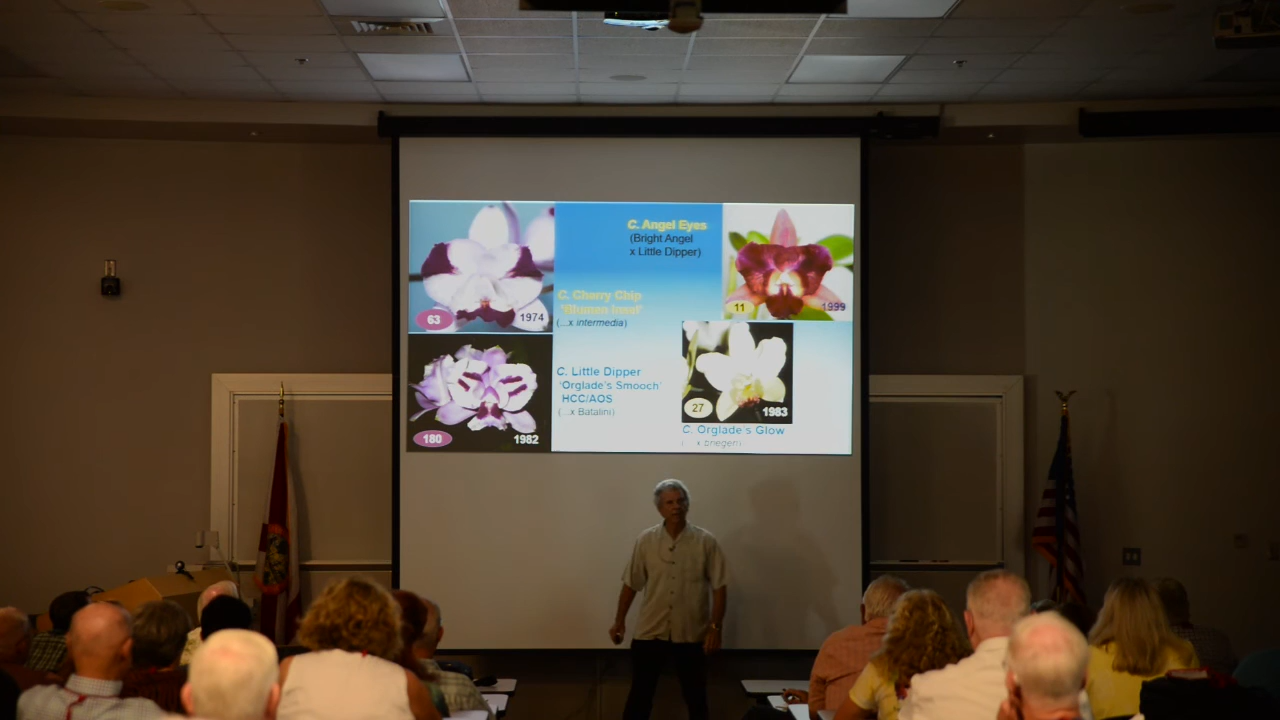 C. Angel Eyes
(Bright Angel
x Little Dipper)
63
1974
11
1999
C. Cherry Chip
(...x intermedia)
C. Little Dipper
'Orglade's Smooch'
HCC/AOS
(...x Batalini)
180
1982
27
1983
C. Orglade's Glow